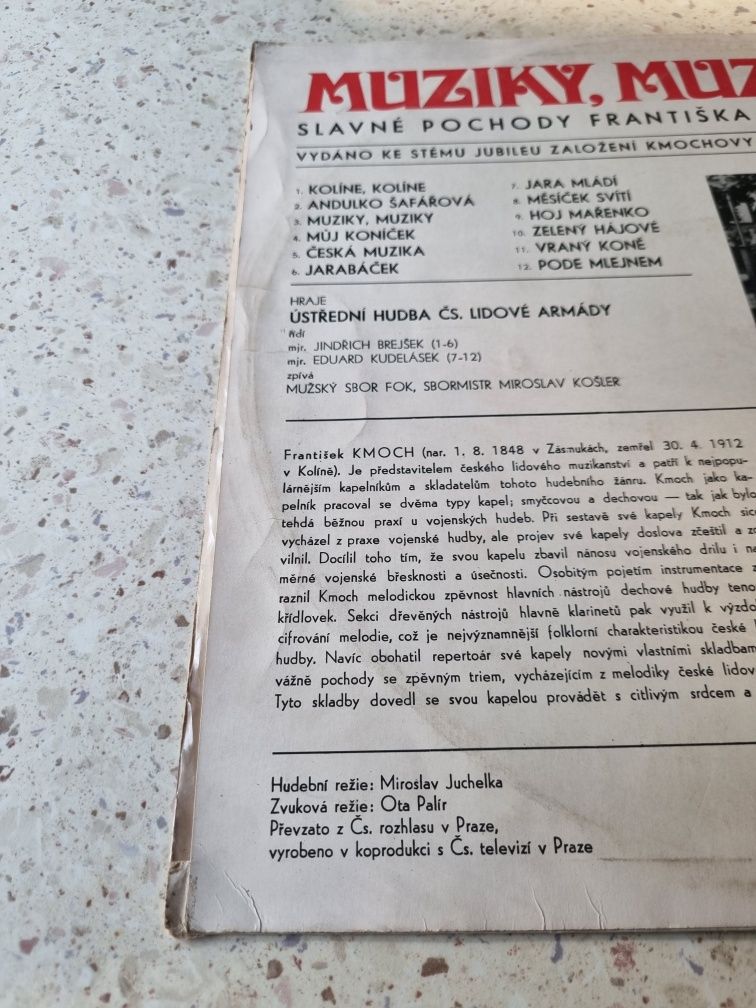 MUZIKY, MUZ
SLAVNÉ POCHODY FRANTIŠKA
VYDÁNO KE STÉMU JUBILEU ZALOŽENÍ KMOCHOVY
1. KOLÍNE, KOLÍNE
2. ANDULKO ŠAFÁŘOVÁ
3. MUZIKY, MUZIKY
4. MŮJ KONÍČEK
5. ČESKÁ MUZIKA
6. JARABÁČEK
7. JARA MLÁDÍ
8. MĚSÍČEK SVÍTÍ
9. HOJ MAŘENKO
10. ZELENÝ HÁJOVÉ
11. VRANÝ KONĚ
12. PODE MLEJNEM
HRAJE
ÚSTŘEDNÍ HUDBA ČS. LIDOVÉ ARMÁDY
řídí
mjr. JINDŘICH BREJŠEK (1-6)
mjr. EDUARD KUDELÁSEK (7-12)
zpívá
MUŽSKÝ SBOR FOK, SBORMISTR MIROSLAV KOŠLER
František KMOCH (nar. 1. 8. 1848 v Zásmukách, zemřel 30. 4. 1912
v Kolíně). Je představitelem českého lidového muzikanství a patří k nejpopu-
lárnějším kapelníkům a skladatelům tohoto hudebního žánru. Kmoch jako ka-
pelník pracoval se dvěma typy kapel; smyčcovou a dechovou — tak jak bylo
tehdá běžnou praxí u vojenských hudeb. Při sestavě své kapely Kmoch sic
vycházel z praxe vojenské hudby, ale projev své kapely doslova zčeštil a zc
vilnil. Docílil toho tím, že svou kapelu zbavil nánosu vojenského drilu i na
měrné vojenské břesknosti a úsečnosti. Osobitým pojetím instrumentace z
raznil Kmoch melodickou zpěvnost hlavních nástrojů dechové hudby teno
křídlovek. Sekci dřevěných nástrojů hlavně klarinetů pak využil k výzdo
cifrování melodie, což je nejvýznamnější folklorní charakteristikou české l
hudby. Navíc obohatil repertoár své kapely novými vlastními skladbam
vážně pochody se zpěvným triem, vycházejícím z melodiky české lidov
Tyto skladby dovedl se svou kapelou provádět s citlivým srdcem a
Hudební režie: Miroslav Juchelka
Zvuková režie: Ota Palír
Převzato z Čs. rozhlasu v Praze,
vyrobeno v koprodukci s Čs. televizí v Praze